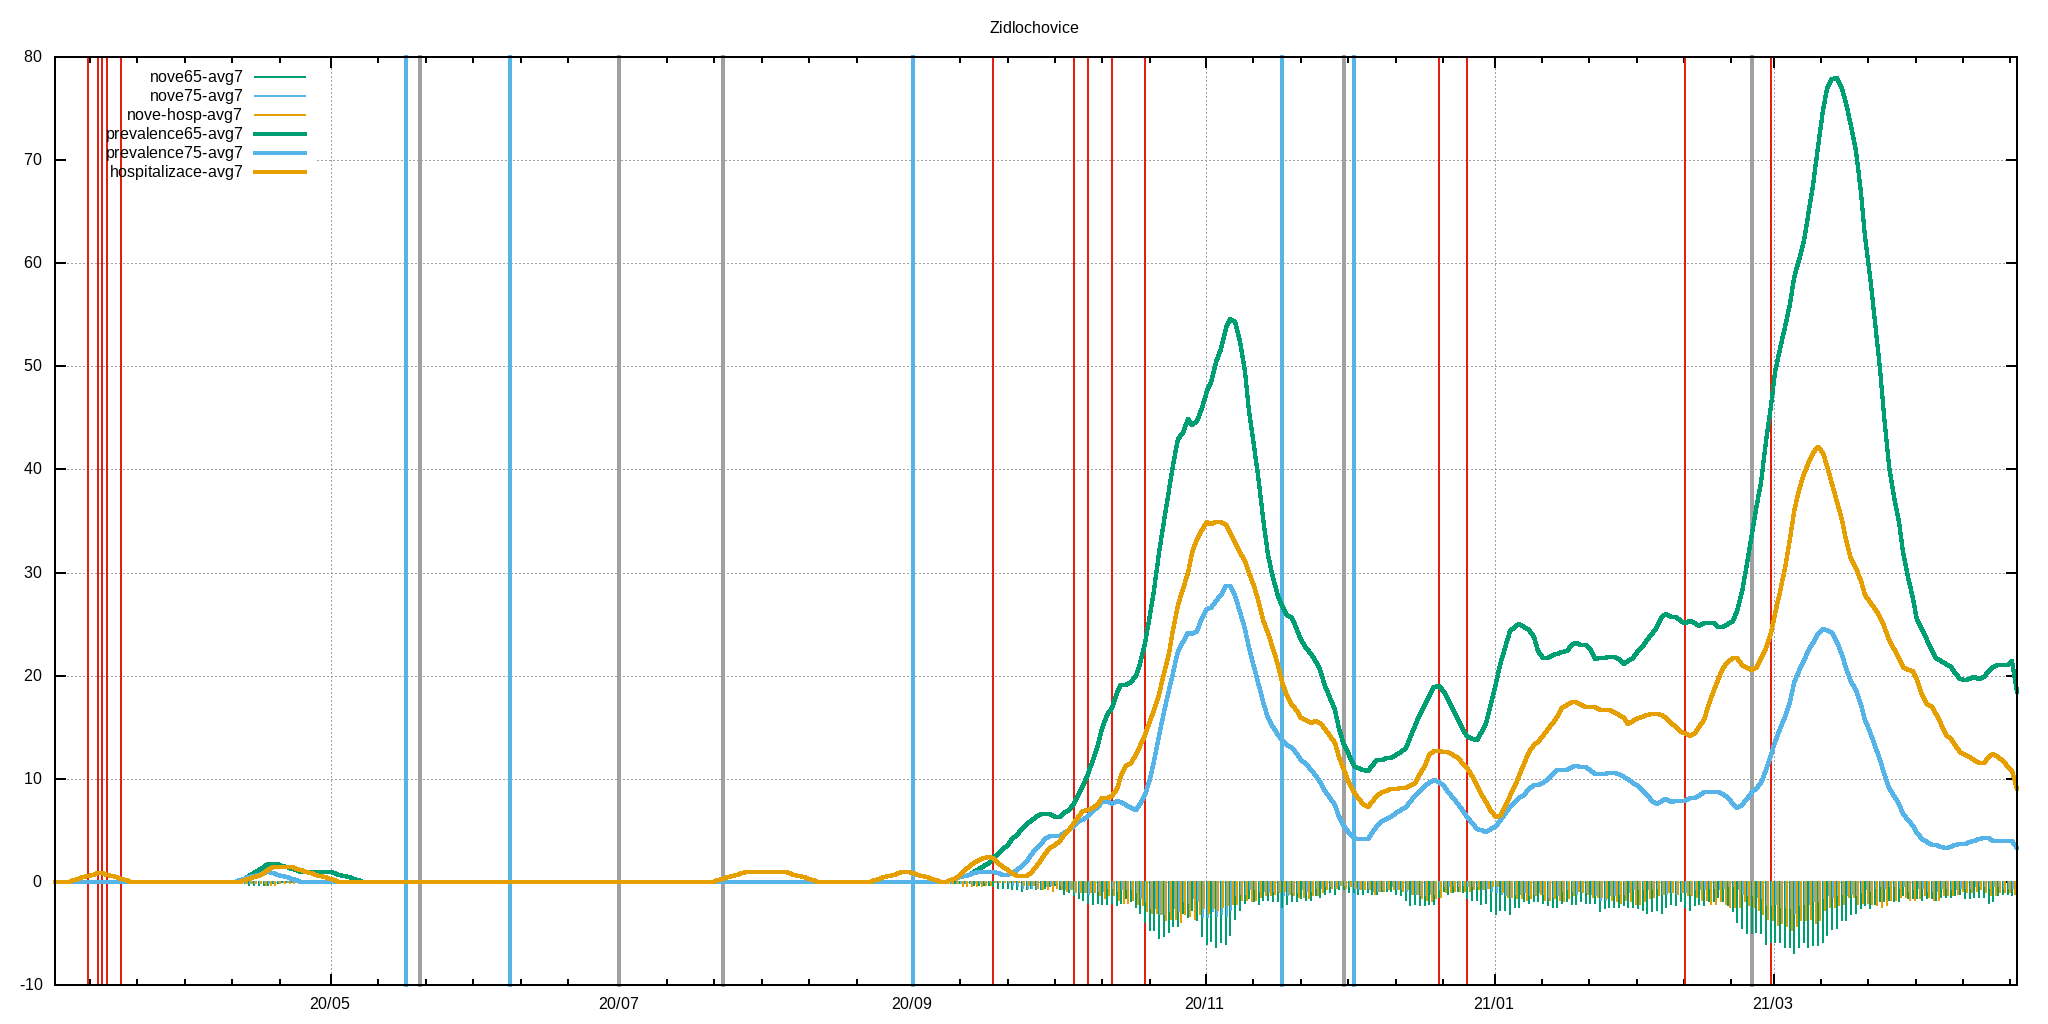 Zidlochovice
80
70
60
50
40
30
20
10
0
-10
nove65-avg7
nove75-avg7
nove-hosp-avg7
prevalence65-avg7
prevalence75-avg7
hospitalizace-avg7
20/05 20/07 20/09 20/11 21/01 21/03